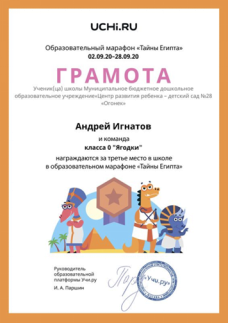 UCHi.RU
Образовательный марафон «Тайны Египта»
02.09.20–28.09.20
ГРАМОТА
Ученик(ца) школы Муниципальное бюджетное дошкольное
образовательное учреждение«Центр развития ребенка – детский сад №28
«Огонек»
Андрей Игнатов
и команда
класса 0 "Ягодки"
награждаются за третье место в школе
в образовательном марафоне «Тайны Египта»
Руководитель
образовательной
платформы Учи.ру
И. А. Паршин
«Учи.ру»